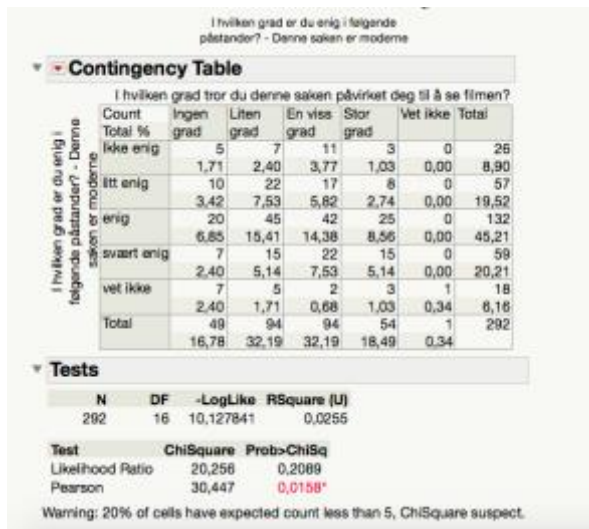 I hvilken grad er du enig i følgende
påstander? - Denne saken er moderne
Contingency Table
I hvilken grad tror du denne saken påvirket deg til å se filmen?
I hvilken grad er du enig i
følgende påstander? - Denne
saken er moderne
Count Ingen Liten En viss Stor Vet ikke Total
Total % grad grad grad grad
Ikke enig 5 7 11 3 0 26
1,71 2,40 3,77 1,03 0,00 8,90
litt enig 10 22 17 8 0 57
3,42 7,53 5,82 2,74 0,00 19,52
enig 20 45 42 25 0 132
6,85 15,41 14,38 8,56 0,00 45,21
svært enig 7 15 22 15 0 59
2,40 5,14 7,53 5,14 0,00 20,21
vet ikke 7 5 2 3 1 18
2,40 1,71 0,68 1,03 0,34 6,16
Total 49 94 94 54 1 292
16,78 32,19 32,19 18,49 0,34
Tests
N DF -LogLike RSquare (U)
292 16 10,127841 0,0255
Test ChiSquare Prob>ChiSq
Likelihood Ratio 20,256 0,2089
Pearson 30,447 0,0158*
Warning: 20% of cells have expected count less than 5, ChiSquare suspect.